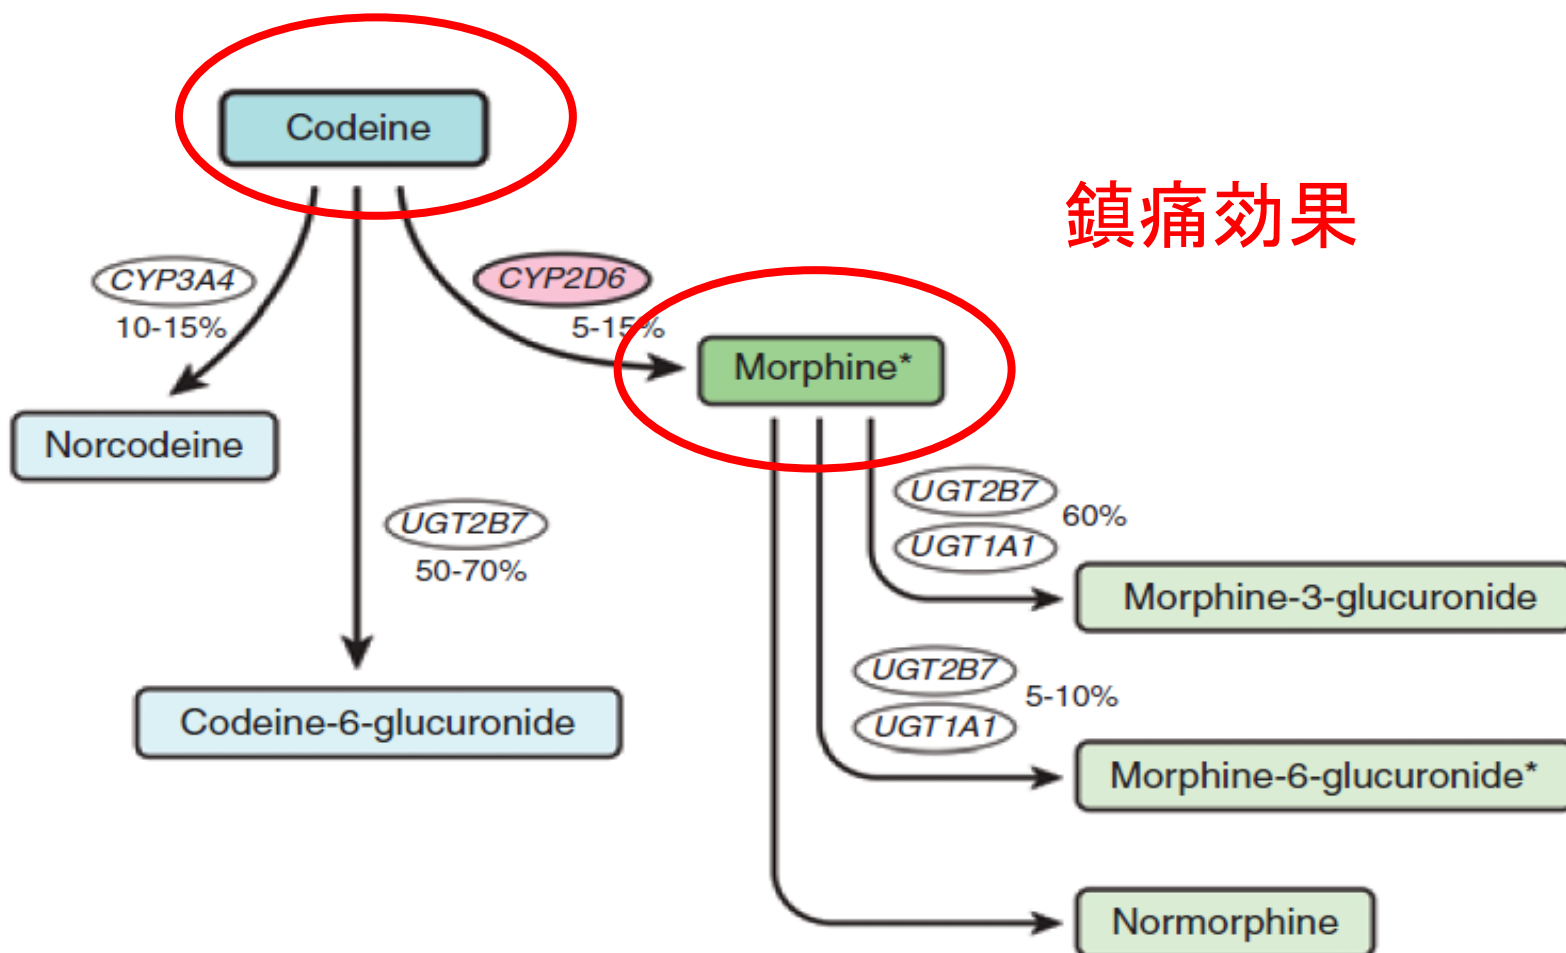 Codeine
鎮痛効果
CYP3A4
10-15%
CYP2D6
5-15%
Morphine*
Norcodeine
UGT2B7
50-70%
UGT2B7
60%
UGT1A1
Morphine-3-glucuronide
UGT2B7
5-10%
UGT1A1
Codeine-6-glucuronide
Morphine-6-glucuronide*
Normorphine